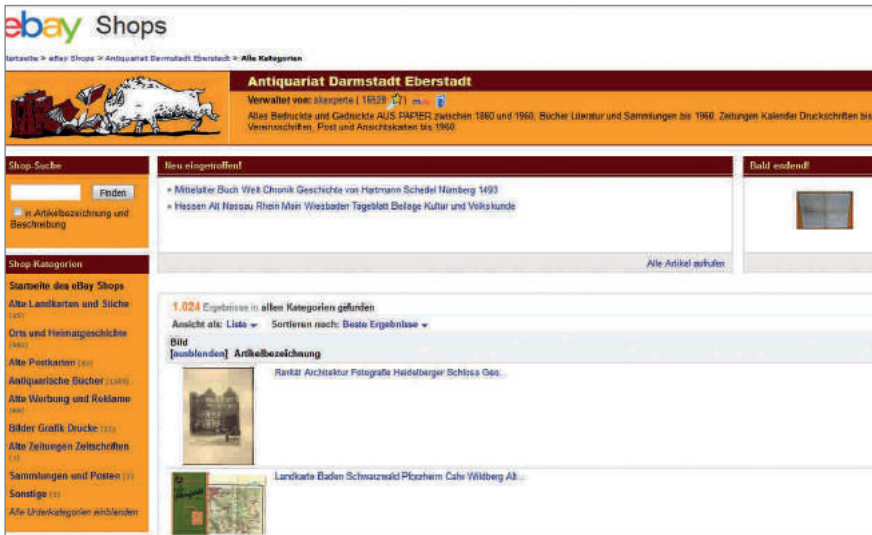 ebay Shops
Startseite > eBay Shops > Antiquariat Darmstadt Eberstadt > Alle Kategorien
Antiquariat Darmstadt Eberstadt
Verwaltet von: skexperte ( 16528 ) me
Alles Bedruckte und Gedruckte AUS PAPIER zwischen 1860 und 1960, Bücher Literatur und Sammlungen bis 1960, Zeitungen Kalender Druckschriften bis
Vereinsschriften, Post und Ansichtskarten bis 1960.
Shop-Suche
Finden
in Artikelbezeichnung und
Beschreibung
Neu eingetroffen!
» Mittelalter Buch Welt Chronik Geschichte von Hartmann Schedel Nürnberg 1493
» Hessen Alt Nassau Rhein Main Wiesbaden Tageblatt Beilage Kultur und Volkskunde
Alle Artikel aufrufen
Bald endend!
Shop-Kategorien
Startseite des eBay Shops
Alte Landkarten und Stiche
Orts und Heimatgeschichte
Alte Postkarten
Antiquarische Bücher
Alte Werbung und Reklame
Bilder Grafik Drucke
Alte Zeitungen Zeitschriften
Sammlungen und Posten
Sonstige
Alle Unterkategorien einblenden
1.024 Ergebnisse in allen Kategorien gefunden
Ansicht als: Liste Sortieren nach: Beste Ergebnisse
Bild
[ausblenden] Artikelbezeichnung
Rarität Architektur Fotografie Heidelberger Schloss Geo...
Landkarte Baden Schwarzwald Pforzheim Calw Wildberg Alt...